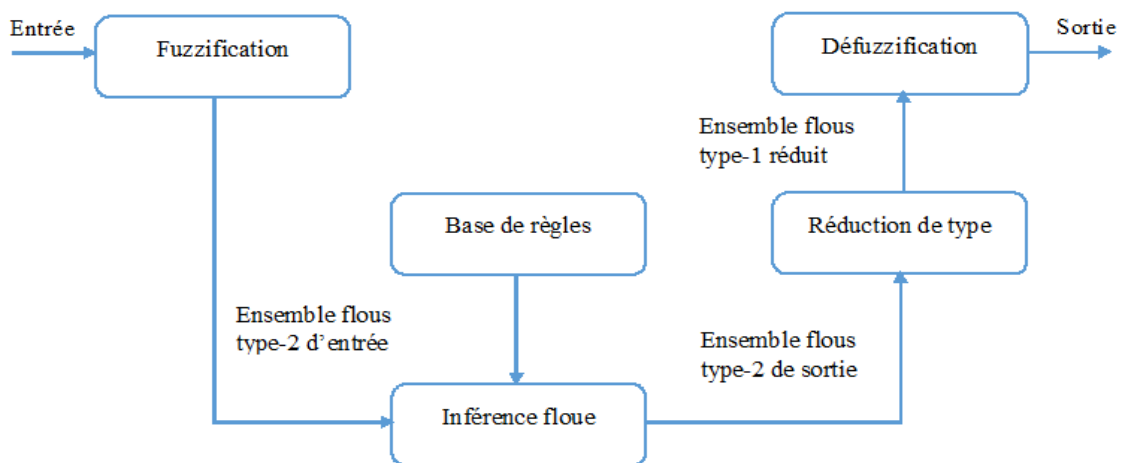 Entrée
Fuzzification
Défuzzification
Sortie
Ensemble flous
type-1 réduit
Base de règles
Réduction de type
Ensemble flous
type-2 d’entrée
Ensemble flous
type-2 de sortie
Inférence floue